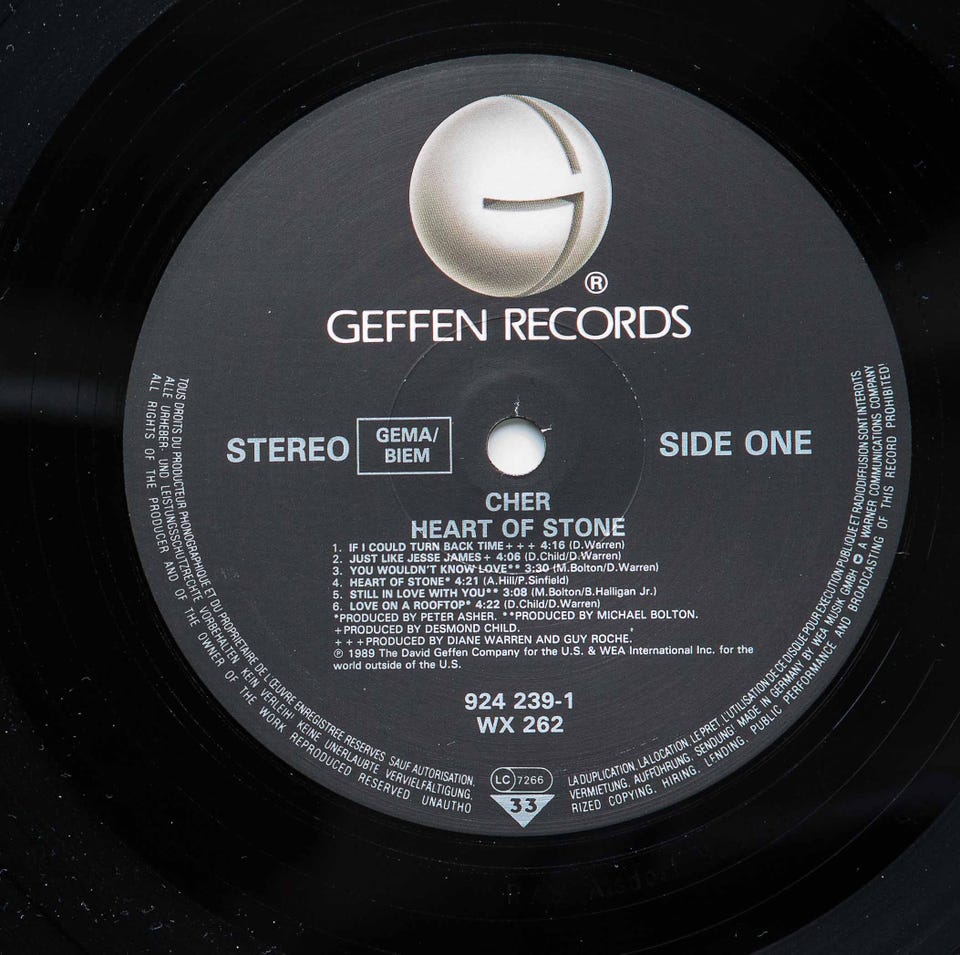 ®
GEFFEN RECORDS
STEREO
GEMA/
BIEM
SIDE ONE
CHER
HEART OF STONE
1. IF I COULD TURN BACK TIME+++ 4:16 (D.Warren)
2. JUST LIKE JESSE JAMES+ 4:06 (D.Child/D.Warren)
3. YOU WOULDN'T KNOW LOVE** 3:30 (M.Bolton/D.Warren)
4. HEART OF STONE* 4:21 (A.Hill/P.Sinfield)
5. STILL IN LOVE WITH YOU** 3:08 (M.Bolton/B.Halligan Jr.)
6. LOVE ON A ROOFTOP* 4:22 (D.Child/D.Warren)
*PRODUCED BY PETER ASHER. **PRODUCED BY MICHAEL BOLTON.
+PRODUCED BY DESMOND CHILD.
+++PRODUCED BY DIANE WARREN AND GUY ROCHE.
℗ 1989 The David Geffen Company for the U.S. & WEA International Inc. for the
world outside of the U.S.
924 239-1
WX 262
LC 7266
33
TOUS DROITS DU PRODUCTEUR PHONOGRAPHIQUE ET DU PROPRIETAIRE DE L'ŒUVRE ENREGISTREE RESERVES SAUF AUTORISATION,
LA DUPLICATION, LA LOCATION, LE PRET, L'UTILISATION DE CE DISQUE POUR EXECUTION PUBLIQUE ET RADIODIFFUSION SONT INTERDITS
ALLE URHEBER- UND LEISTUNGSSCHUTZRECHTE VORBEHALTEN KEIN VERLEIH! KEINE UNERLAUBTE VERVIELFÄLTIGUNG,
VERMIETUNG, AUFFÜHRUNG, SENDUNG! MADE IN GERMANY BY WEA MUSIK GMBH A WARNER COMMUNICATIONS COMPANY
ALL RIGHTS OF THE PRODUCER AND OF THE OWNER OF THE WORK REPRODUCED RESERVED UNAUTHO
RIZED COPYING, HIRING, LENDING, PUBLIC PERFORMANCE AND BROADCASTING OF THIS RECORD PROHIBITED!